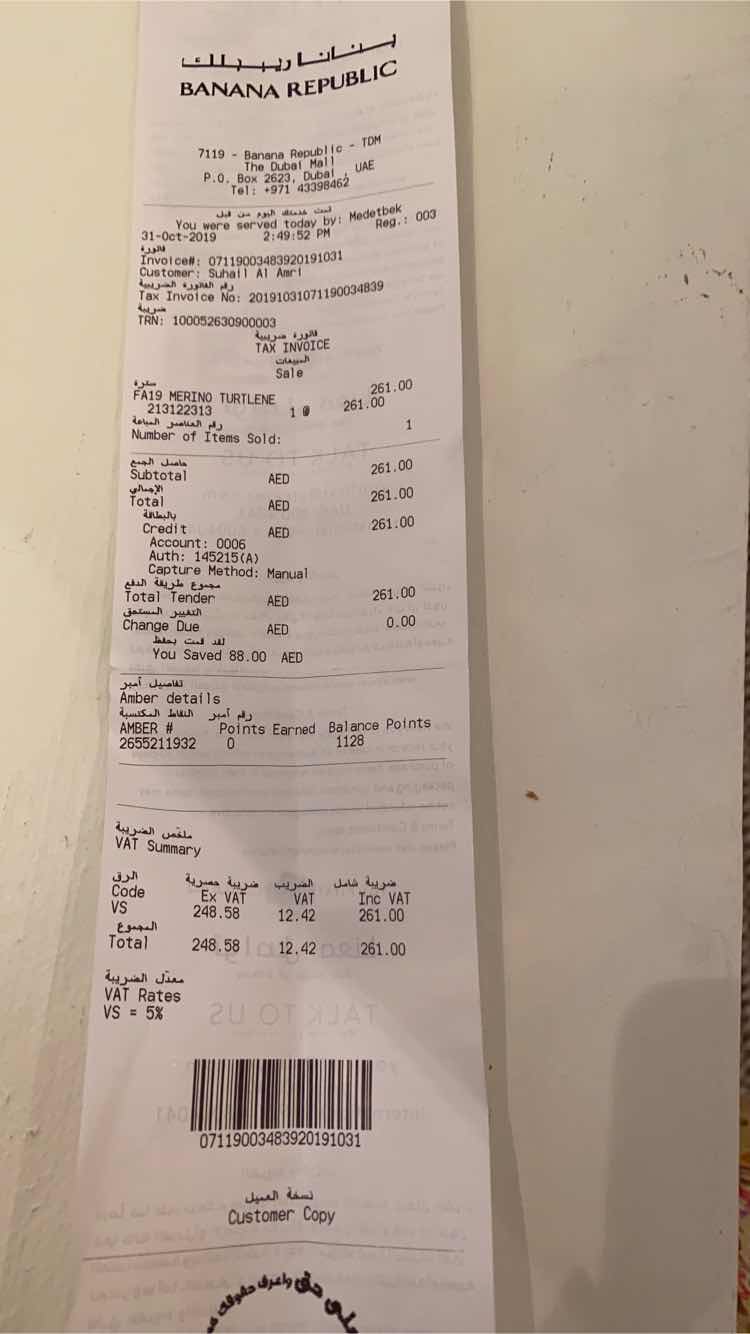 بنانا ريببلك
BANANA REPUBLIC
7119 - Banana Republic - TDM
The Dubai Mall
P.O. Box 2623, Dubai , UAE
Tel: +971 43398462
تمت خدمتك اليوم من قبل
You were served today by: Medetbek
31-Oct-2019 2:49:52 PM Reg.: 003
فاتورة
Invoice#: 07119003483920191031
Customer: Suhail Al Amri
رقم الفاتورة الضريبية
Tax Invoice No: 20191031071190034839
ضريبة
TRN: 100052630900003
فاتورة ضريبية
TAX INVOICE
المبيعات
Sale
سترة
FA19 MERINO TURTLENE 261.00
213122313 1 @ 261.00
رقم العناصر المباعة
Number of Items Sold: 1
حاصل الجمع
Subtotal AED 261.00
الإجمالي
Total AED 261.00
بالبطاقة
Credit AED 261.00
Account: 0006
Auth: 145215(A)
Capture Method: Manual
مجموع طريقة الدفع
Total Tender AED 261.00
التغيير المستحق
Change Due AED 0.00
لقد قمت بحفظ
You Saved 88.00 AED
تفاصيل أمبر
Amber details
رقم أمبر النقاط المكتسبة
AMBER # Points Earned Balance Points
2655211932 0 1128
ملخص الضريبة
VAT Summary
الرق ضريبة حصرية الضريب ضريبة شامل
Code Ex VAT VAT Inc VAT
VS 248.58 12.42 261.00
المجموع
Total 248.58 12.42 261.00
معدّل الضريبة
VAT Rates
VS = 5%
07119003483920191031
نسخة العميل
Customer Copy
حق واعرف حقوقك